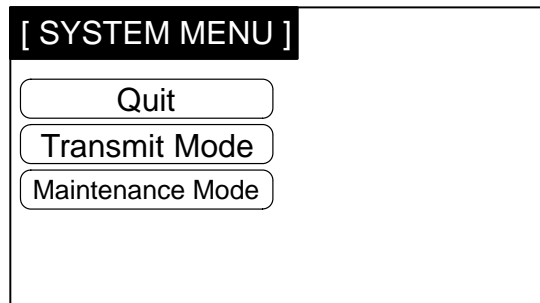 [ SYSTEM MENU ]
Quit
Transmit Mode
Maintenance Mode